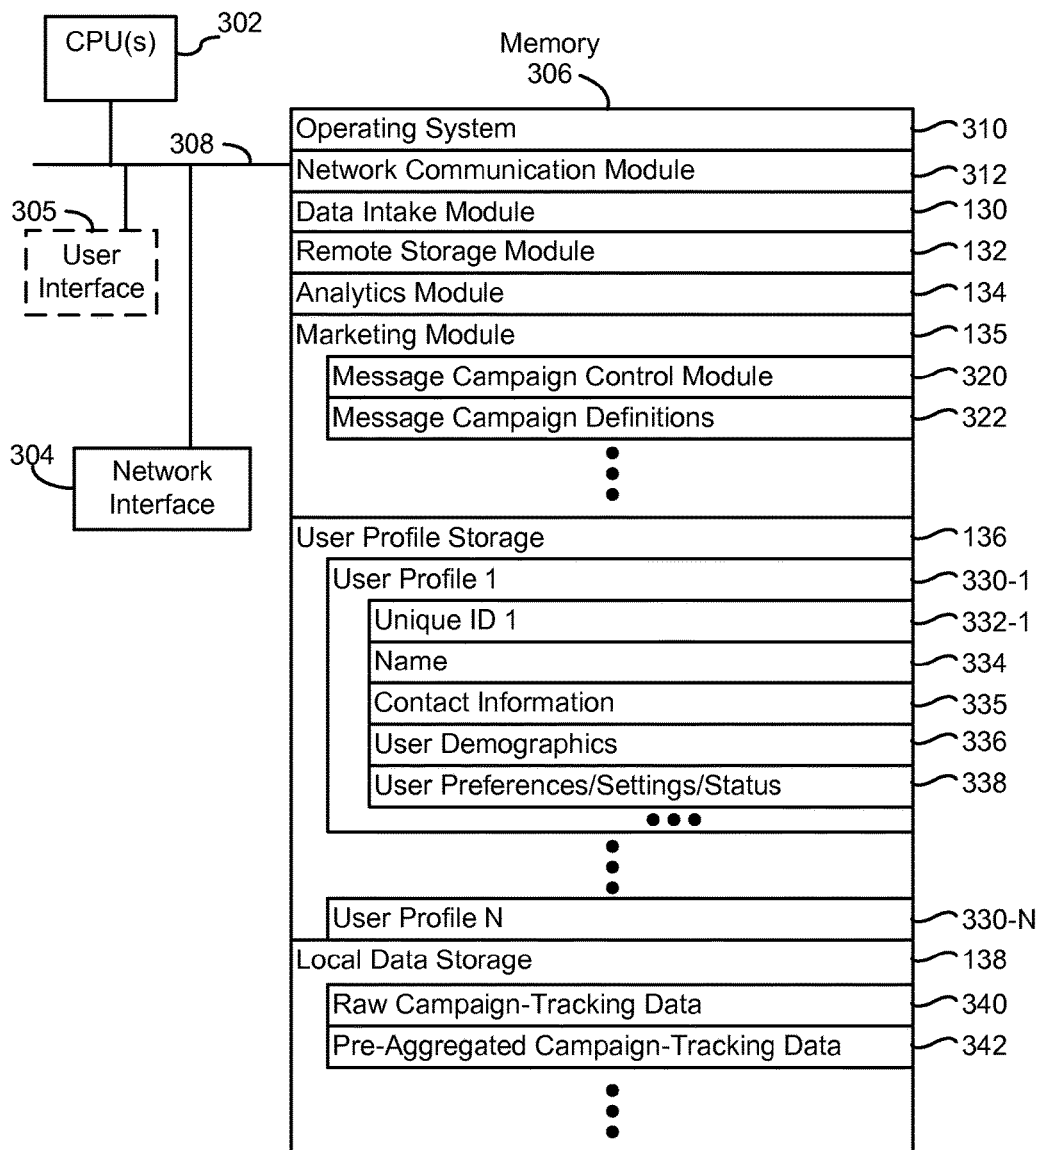 CPU(s)
302
Memory
306
308
305
User
Interface
304
Network
Interface
Operating System
310
Network Communication Module
312
Data Intake Module
130
Remote Storage Module
132
Analytics Module
134
Marketing Module
135
Message Campaign Control Module
320
Message Campaign Definitions
322
User Profile Storage
136
User Profile 1
330-1
Unique ID 1
332-1
Name
334
Contact Information
335
User Demographics
336
User Preferences/Settings/Status
338
User Profile N
330-N
Local Data Storage
138
Raw Campaign-Tracking Data
340
Pre-Aggregated Campaign-Tracking Data
342